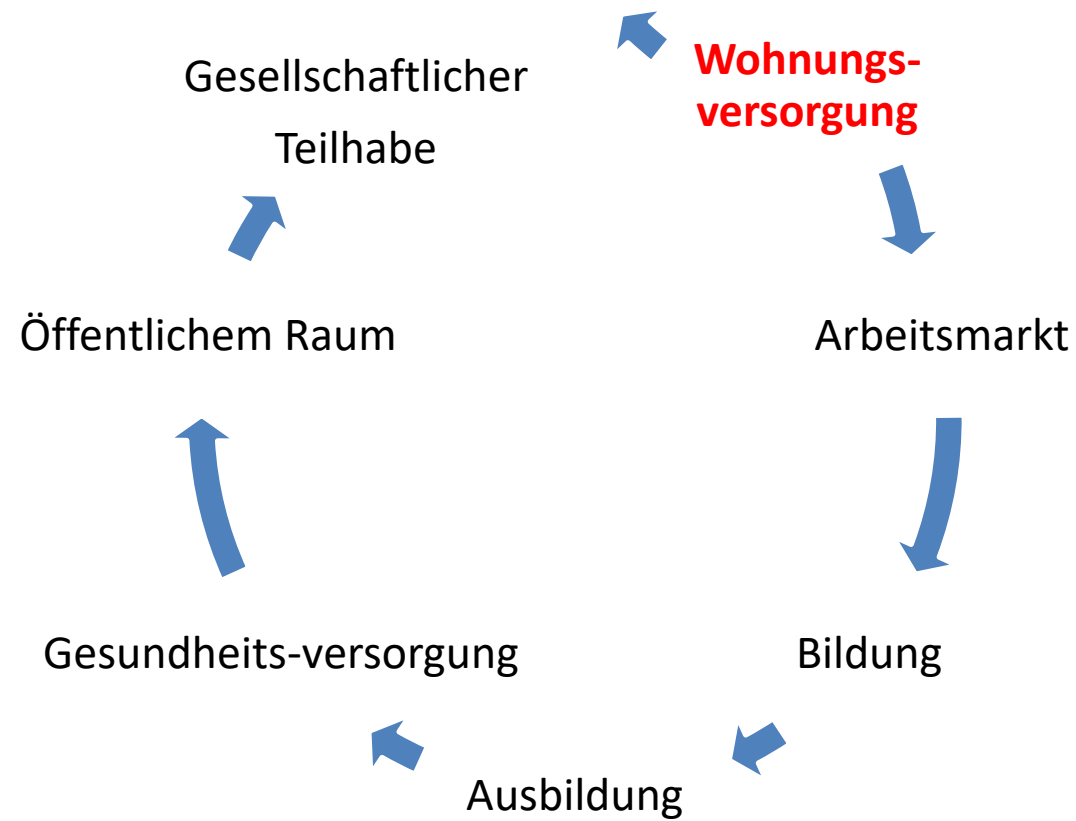 Wohnungs-
versorgung
Arbeitsmarkt
Bildung
Ausbildung
Gesundheits-versorgung
Öffentlichem Raum
Gesellschaftlicher
Teilhabe